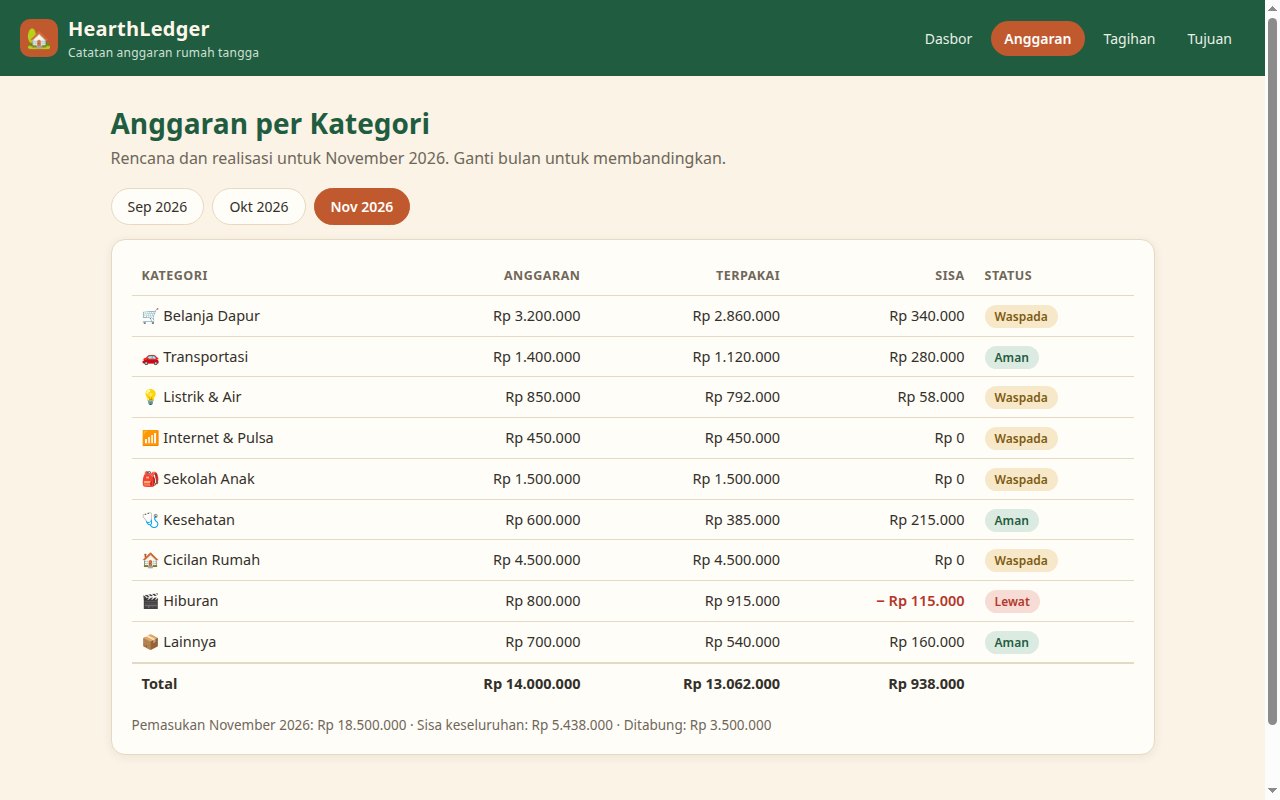 HearthLedger
Catatan anggaran rumah tangga
Dasbor Anggaran Tagihan Tujuan
Anggaran per Kategori
Rencana dan realisasi untuk November 2026. Ganti bulan untuk membandingkan.
Sep 2026 Okt 2026 Nov 2026
KATEGORI ANGGARAN TERPAKAI SISA STATUS
Belanja Dapur Rp 3.200.000 Rp 2.860.000 Rp 340.000 Waspada
Transportasi Rp 1.400.000 Rp 1.120.000 Rp 280.000 Aman
Listrik & Air Rp 850.000 Rp 792.000 Rp 58.000 Waspada
Internet & Pulsa Rp 450.000 Rp 450.000 Rp 0 Waspada
Sekolah Anak Rp 1.500.000 Rp 1.500.000 Rp 0 Waspada
Kesehatan Rp 600.000 Rp 385.000 Rp 215.000 Aman
Cicilan Rumah Rp 4.500.000 Rp 4.500.000 Rp 0 Waspada
Hiburan Rp 800.000 Rp 915.000 − Rp 115.000 Lewat
Lainnya Rp 700.000 Rp 540.000 Rp 160.000 Aman
Total Rp 14.000.000 Rp 13.062.000 Rp 938.000
Pemasukan November 2026: Rp 18.500.000 · Sisa keseluruhan: Rp 5.438.000 · Ditabung: Rp 3.500.000